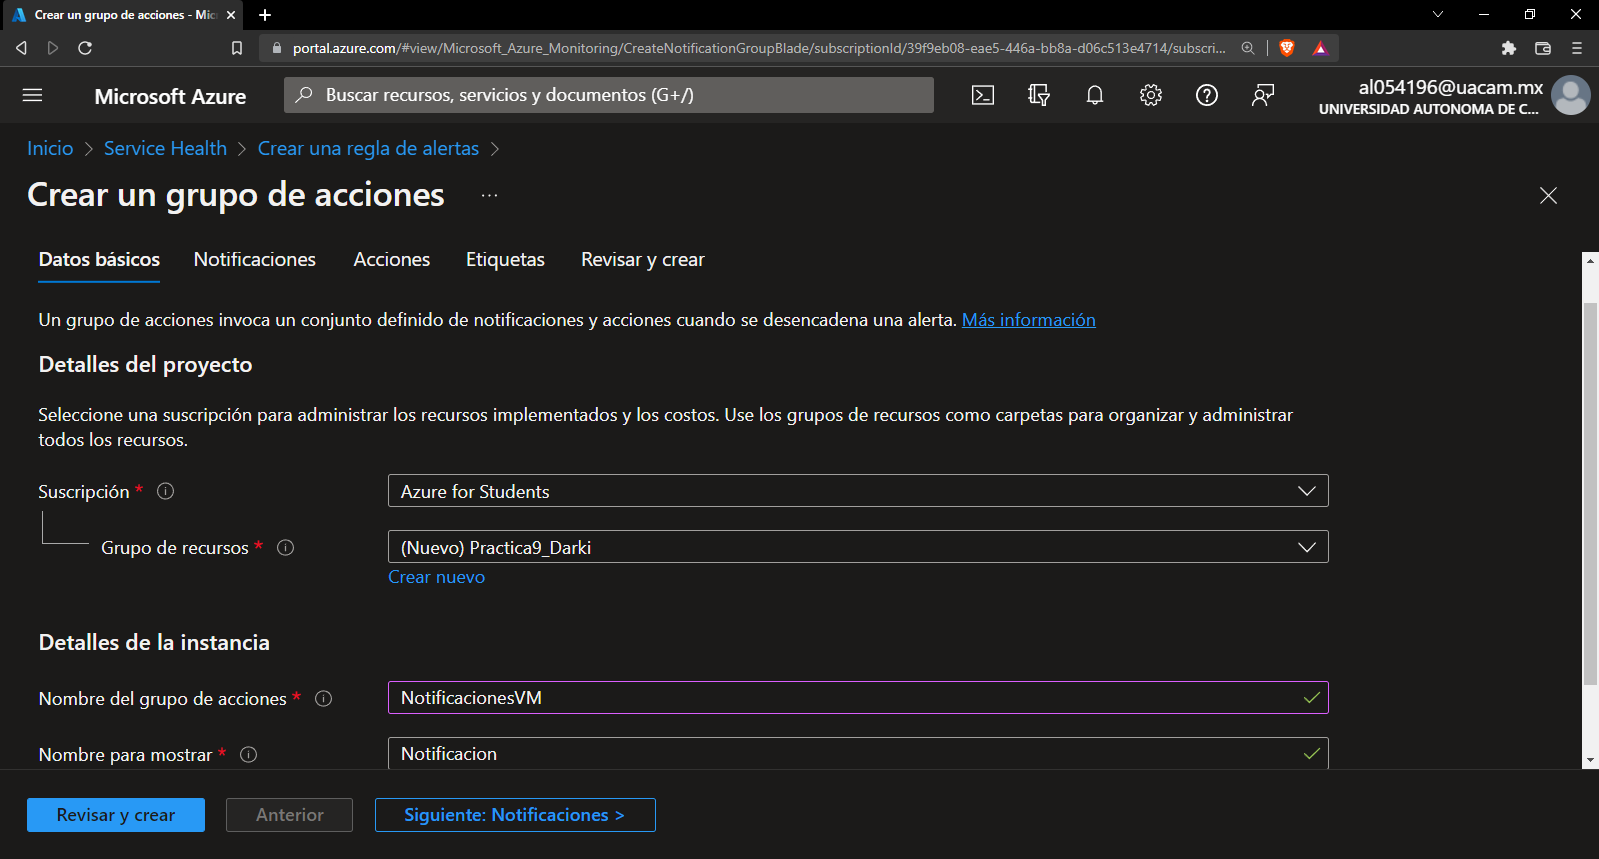 Crear un grupo de acciones - Mic
portal.azure.com/#view/Microsoft_Azure_Monitoring/CreateNotificationGroupBlade/subscriptionId/39f9eb08-eae5-446a-bb8a-d06c513e4714/subscri...
Microsoft Azure
Buscar recursos, servicios y documentos (G+/)
al054196@uacam.mx
UNIVERSIDAD AUTONOMA DE C...
Inicio > Service Health > Crear una regla de alertas >
Crear un grupo de acciones ...
Datos básicos Notificaciones Acciones Etiquetas Revisar y crear
Un grupo de acciones invoca un conjunto definido de notificaciones y acciones cuando se desencadena una alerta. Más información
Detalles del proyecto
Seleccione una suscripción para administrar los recursos implementados y los costos. Use los grupos de recursos como carpetas para organizar y administrar
todos los recursos.
Suscripción * Azure for Students
Grupo de recursos * (Nuevo) Practica9_Darki
Crear nuevo
Detalles de la instancia
Nombre del grupo de acciones * NotificacionesVM
Nombre para mostrar * Notificacion
Revisar y crear Anterior Siguiente: Notificaciones >